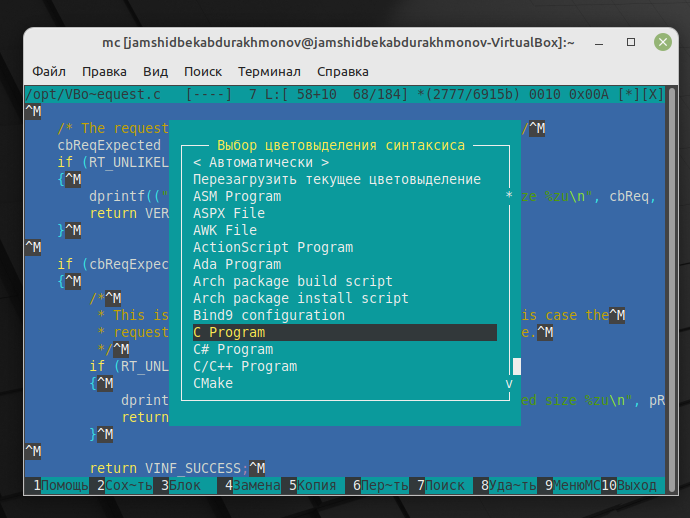 mc [jamshidbekabdurakhmonov@jamshidbekabdurakhmonov-VirtualBox]:~
Файл Правка Вид Поиск Терминал Справка
/opt/VBo~equest.c [----] 7 L:[ 58+10 68/184] *(2777/6915b) 0010 0x00A [*][X]
^M
/* The request /^M
cbReqExpected
if (RT_UNLIKEL
{^M
dprintf((" ze %zu\n", cbReq,
return VER
}^M
^M
if (cbReqExpec
{^M
/*^M
* This is is case the^M
* reques e.^M
*/^M
if (RT_UNL
{^M
dprint ed size %zu\n", pR
return
}^M
^M
return VINF_SUCCESS;^M
Выбор цветовыделения синтаксиса
< Автоматически >
Перезагрузить текущее цветовыделение
ASM Program *
ASPX File
AWK File
ActionScript Program
Ada Program
Arch package build script
Arch package install script
Bind9 configuration
C Program
C# Program
C/C++ Program
CMake v
1Помощь 2Сох~ть 3Блок 4Замена 5Копия 6Пер~ть 7Поиск 8Уда~ть 9МенюMC 10Выход